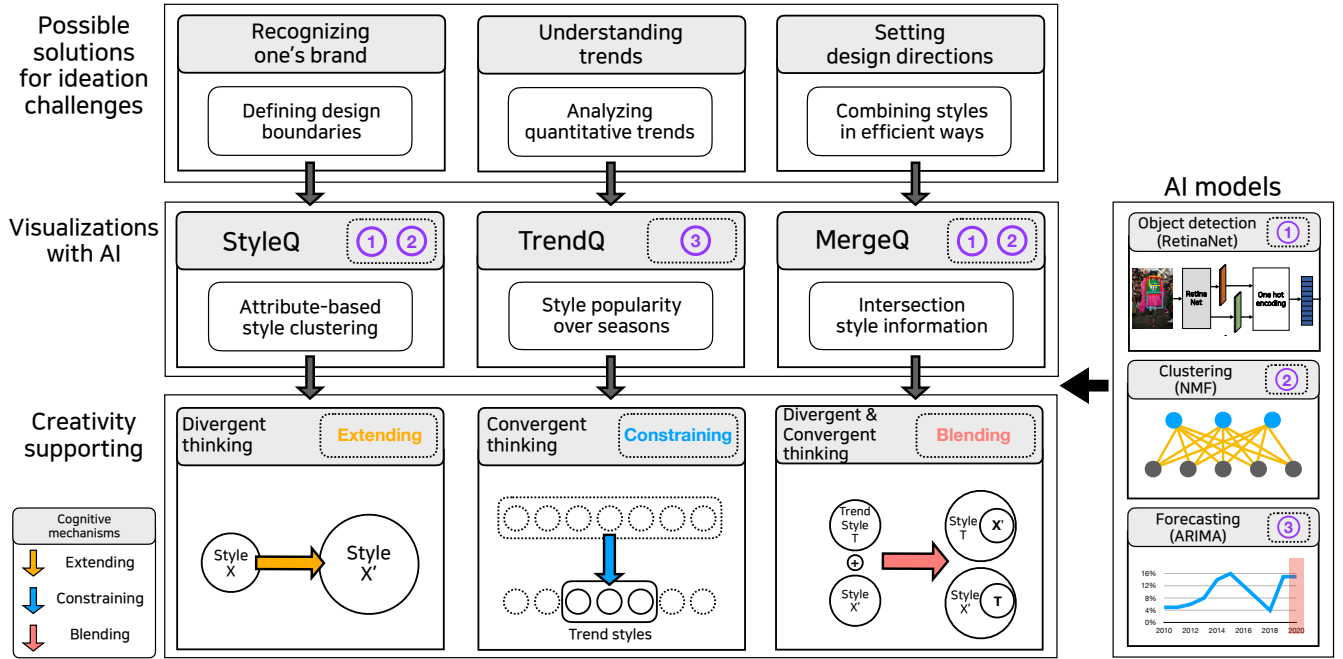 Possible
solutions
for ideation
challenges
Recognizing
one's brand
Defining design
boundaries
Understanding
trends
Analyzing
quantitative trends
Setting
design directions
Combining styles
in efficient ways
Visualizations
with AI
StyleQ
1 2
Attribute-based
style clustering
TrendQ
3
Style popularity
over seasons
MergeQ
1 2
Intersection
style information
Creativity
supporting
Divergent
thinking
Extending
Style
X
Style
X'
Convergent
thinking
Constraining
Trend styles
Divergent &
Convergent
thinking
Blending
Trend
Style
T
+
Style
X'
Style
T
X'
Style
X'
T
Cognitive
mechanisms
Extending
Constraining
Blending
AI models
Object detection
(RetinaNet)
1
Retina
Net
One hot
encoding
Clustering
(NMF)
2
Forecasting
(ARIMA)
3
16%
12%
8%
4%
0%
2010 2012 2014 2016 2018 2020